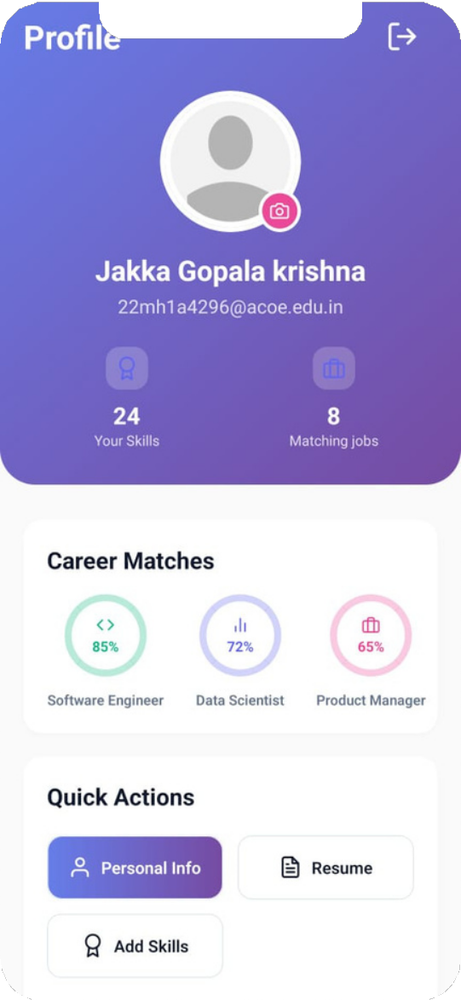 Profile
Jakka Gopala krishna
22mh1a4296@acoe.edu.in
24
8
Your Skills
Matching jobs
Career Matches
85%
72%
65%
Software Engineer
Data Scientist
Product Manager
Quick Actions
Personal Info
Resume
Add Skills